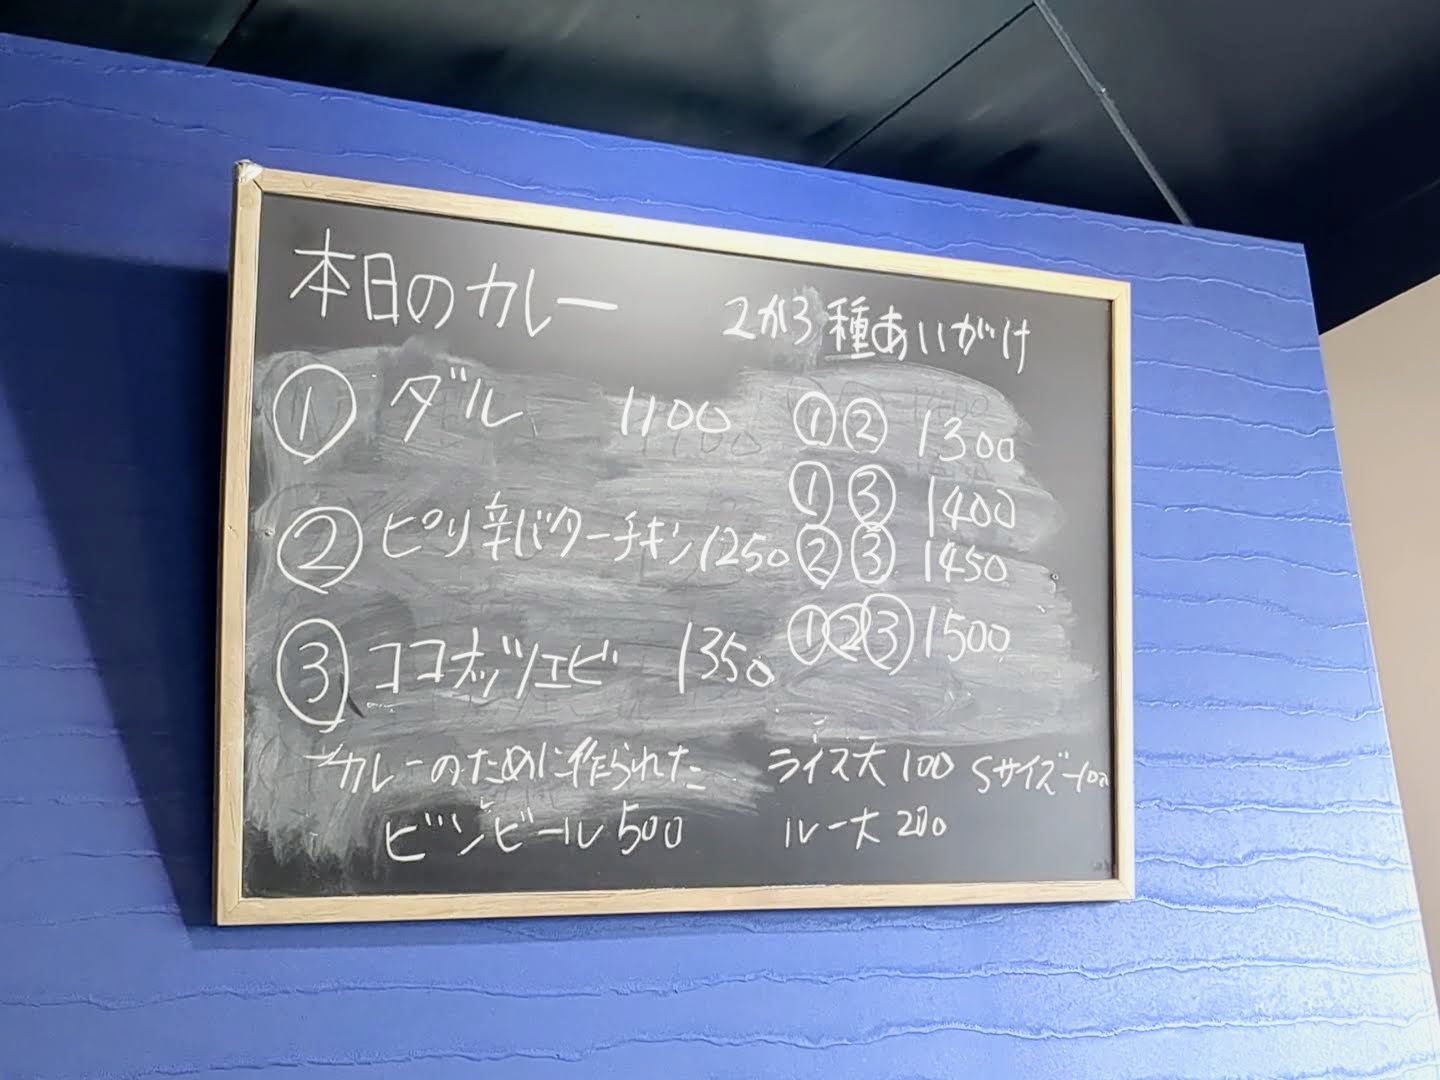 本日のカレー
① ダル 1100
② ピリ辛バターチキン 1250
③ ココナッツエビ 1350
カレーのために作られた
ビンビール 500
2か3種あいがけ
①② 1300
①③ 1400
②③ 1450
①②③ 1500
ライス大 100 Sサイズ-100
ルー大 200